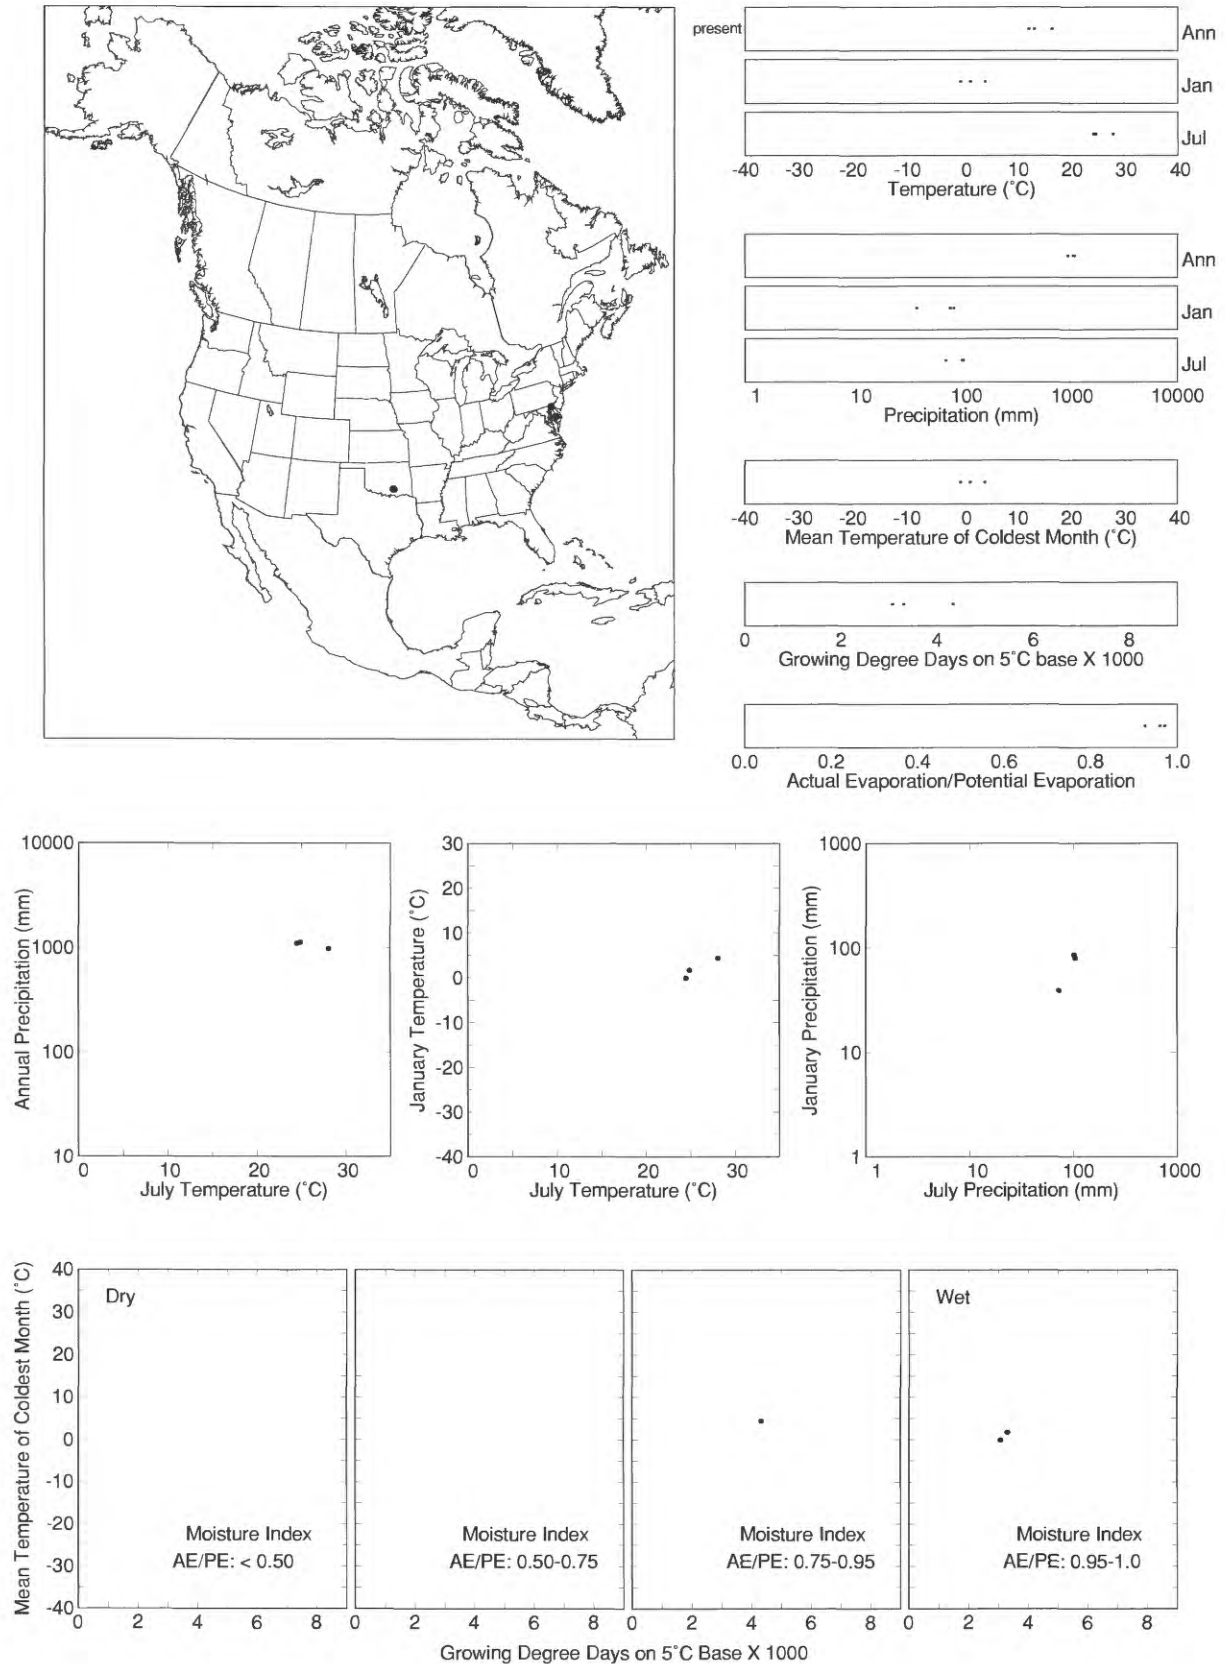 present
Ann
Jan
Jul
-40 -30 -20 -10 0 10 20 30 40
Temperature (˚C)
Ann
Jan
Jul
1 10 100 1000 10000
Precipitation (mm)
-40 -30 -20 -10 0 10 20 30 40
Mean Temperature of Coldest Month (˚C)
0 2 4 6 8
Growing Degree Days on 5˚C base X 1000
0.0 0.2 0.4 0.6 0.8 1.0
Actual Evaporation/Potential Evaporation
Annual Precipitation (mm)
10000
1000
100
10
0 10 20 30
July Temperature (˚C)
January Temperature (˚C)
30
20
10
0
-10
-20
-30
-40
0 10 20 30
July Temperature (˚C)
January Precipitation (mm)
1000
100
10
1
1 10 100 1000
July Precipitation (mm)
Mean Temperature of Coldest Month (˚C)
40
30
20
10
0
-10
-20
-30
-40
Dry
Moisture Index
AE/PE: < 0.50
0 2 4 6 8
Moisture Index
AE/PE: 0.50-0.75
0 2 4 6 8
Moisture Index
AE/PE: 0.75-0.95
0 2 4 6 8
Wet
Moisture Index
AE/PE: 0.95-1.0
0 2 4 6 8
Growing Degree Days on 5˚C Base X 1000